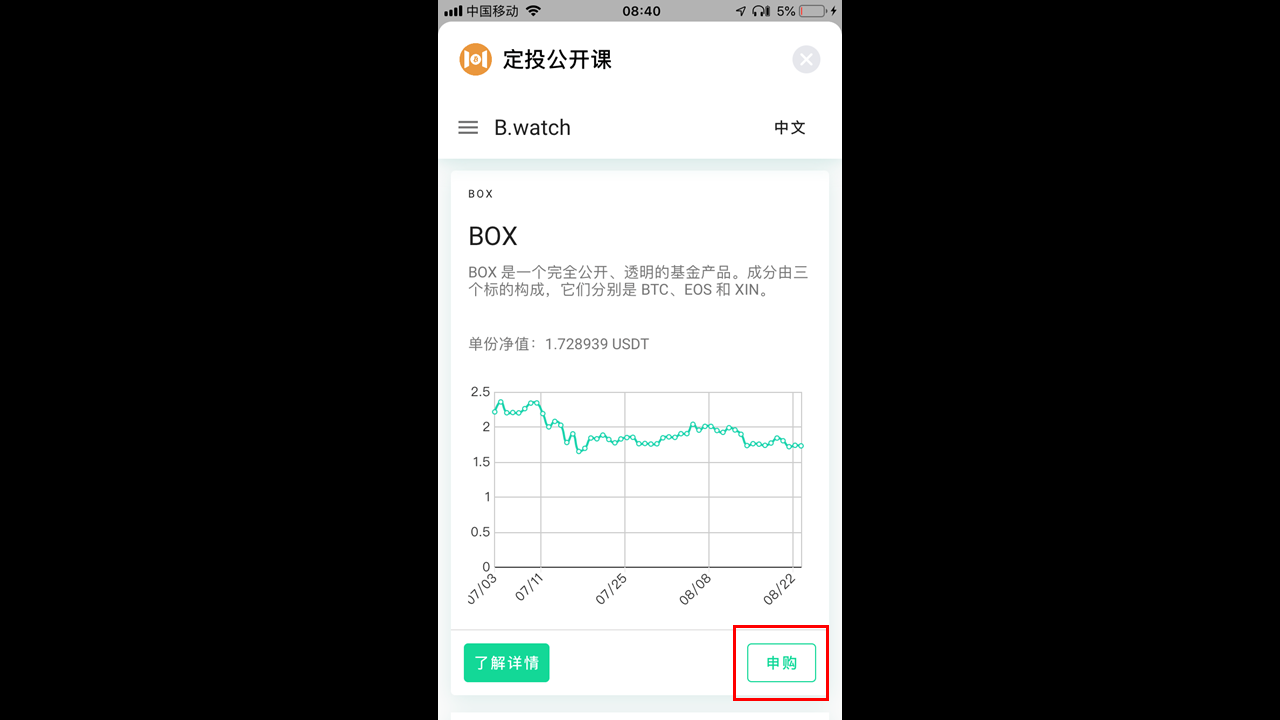 中国移动 08:40 5%
定投公开课
B.watch 中文
BOX
BOX
BOX 是一个完全公开、透明的基金产品。成分由三
个标的构成，它们分别是 BTC、EOS 和 XIN。
单份净值：1.728939 USDT
2.5
2
1.5
1
0.5
0
07/03 07/11 07/25 08/08 08/22
了解详情 申购